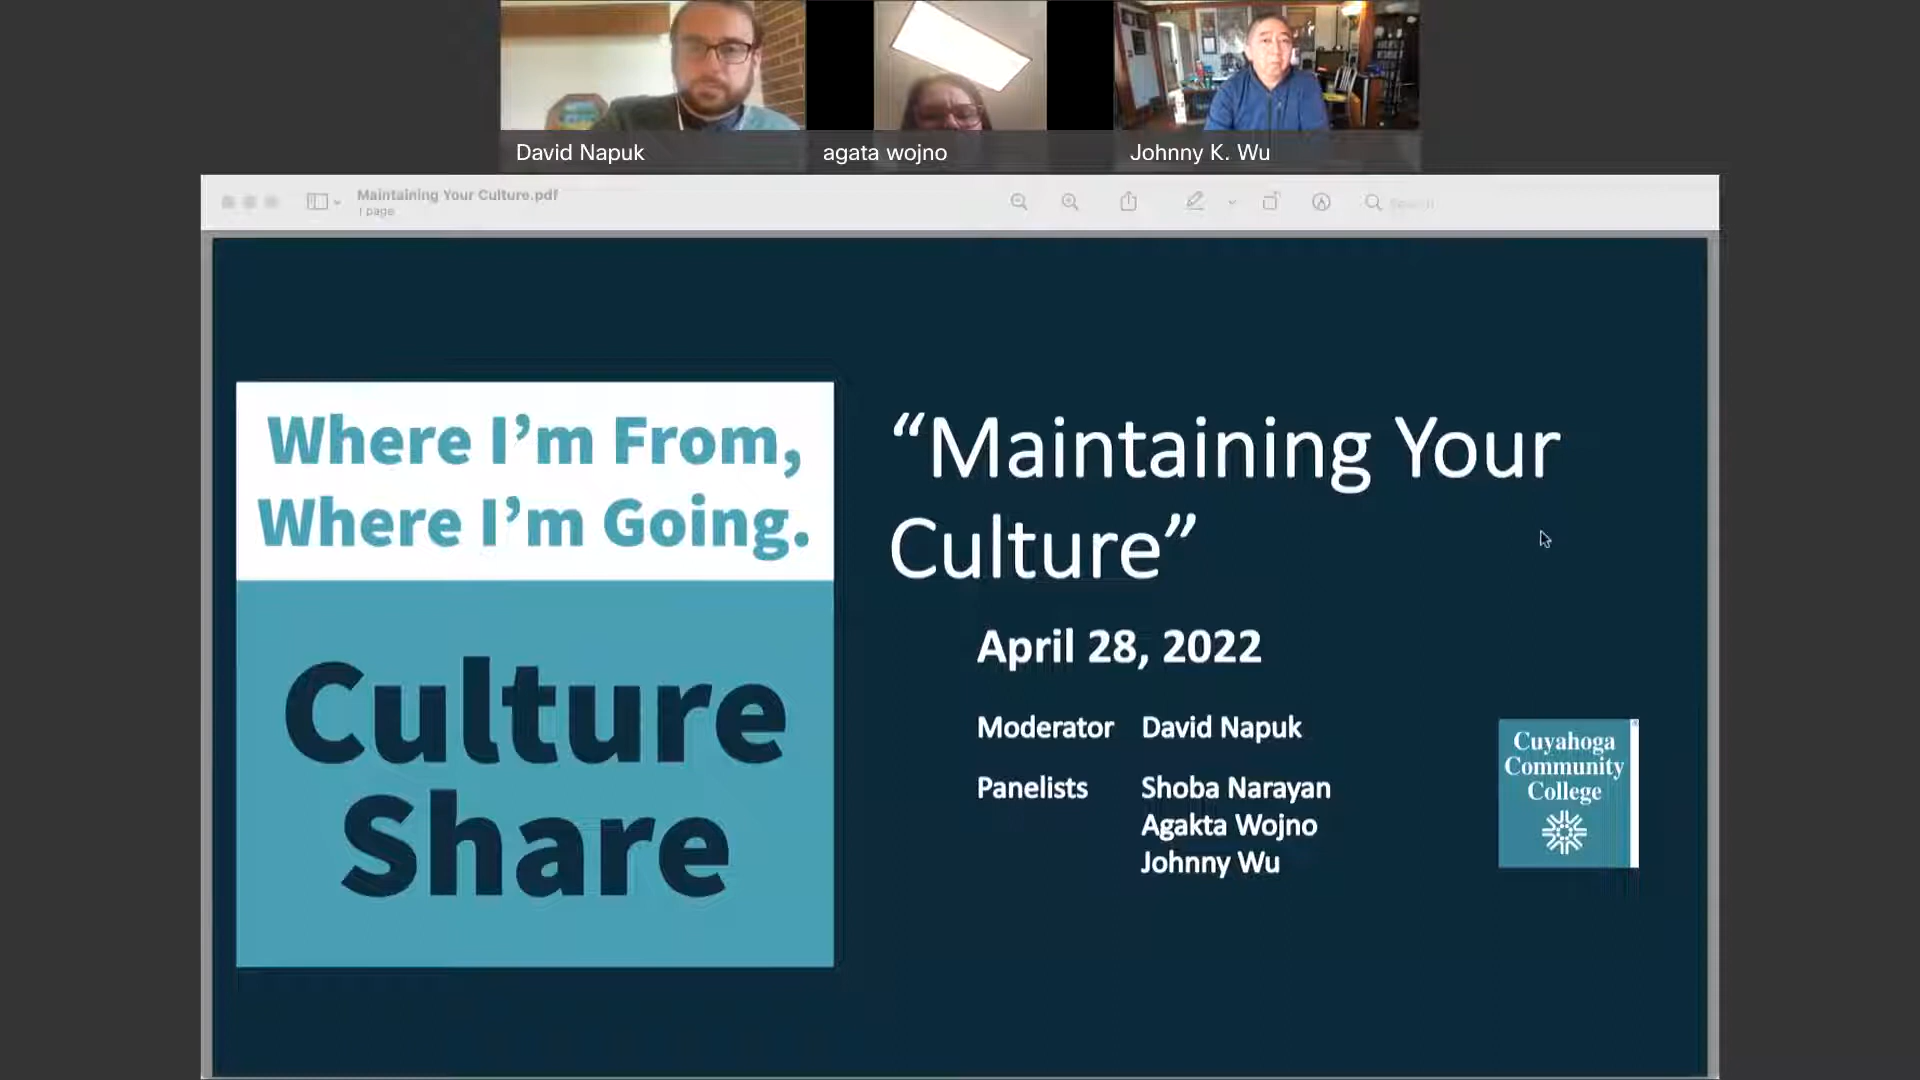 David Napuk
agata wojno
Johnny K. Wu
Maintaining Your Culture.pdf
1 page
Search
Where I’m From,
Where I’m Going.
Culture
Share
“Maintaining Your
Culture”
April 28, 2022
Moderator David Napuk
Panelists Shoba Narayan
Agakta Wojno
Johnny Wu
Cuyahoga
Community
College